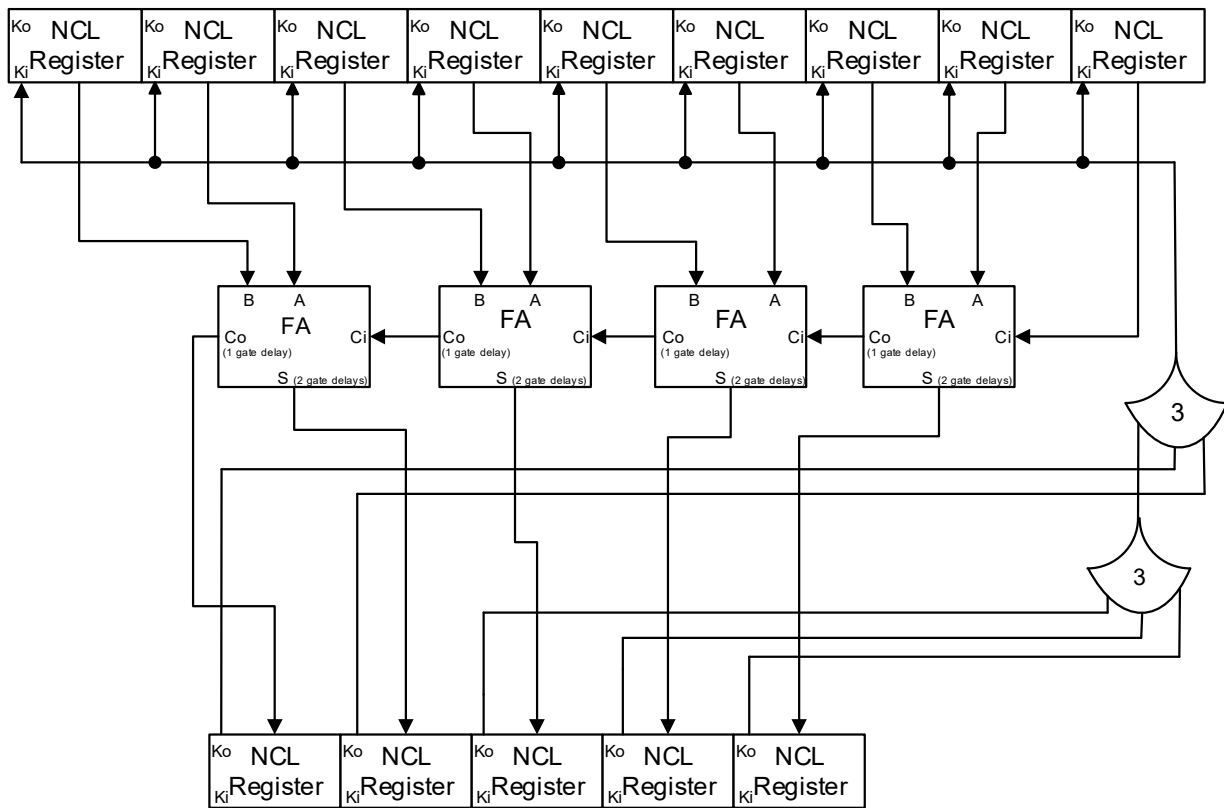 Ko NCL Ko NCL Ko NCL Ko NCL Ko NCL Ko NCL Ko NCL Ko NCL Ko NCL
Ki Register Ki Register Ki Register Ki Register Ki Register Ki Register Ki Register Ki Register Ki Register
B A B A B A B A
FA FA FA FA
Co Ci Co Ci Co Ci Co Ci
(1 gate delay) (1 gate delay) (1 gate delay) (1 gate delay)
S (2 gate delays) S (2 gate delays) S (2 gate delays) S (2 gate delays)
3
3
Ko NCL Ko NCL Ko NCL Ko NCL Ko NCL
Ki Register Ki Register Ki Register Ki Register Ki Register